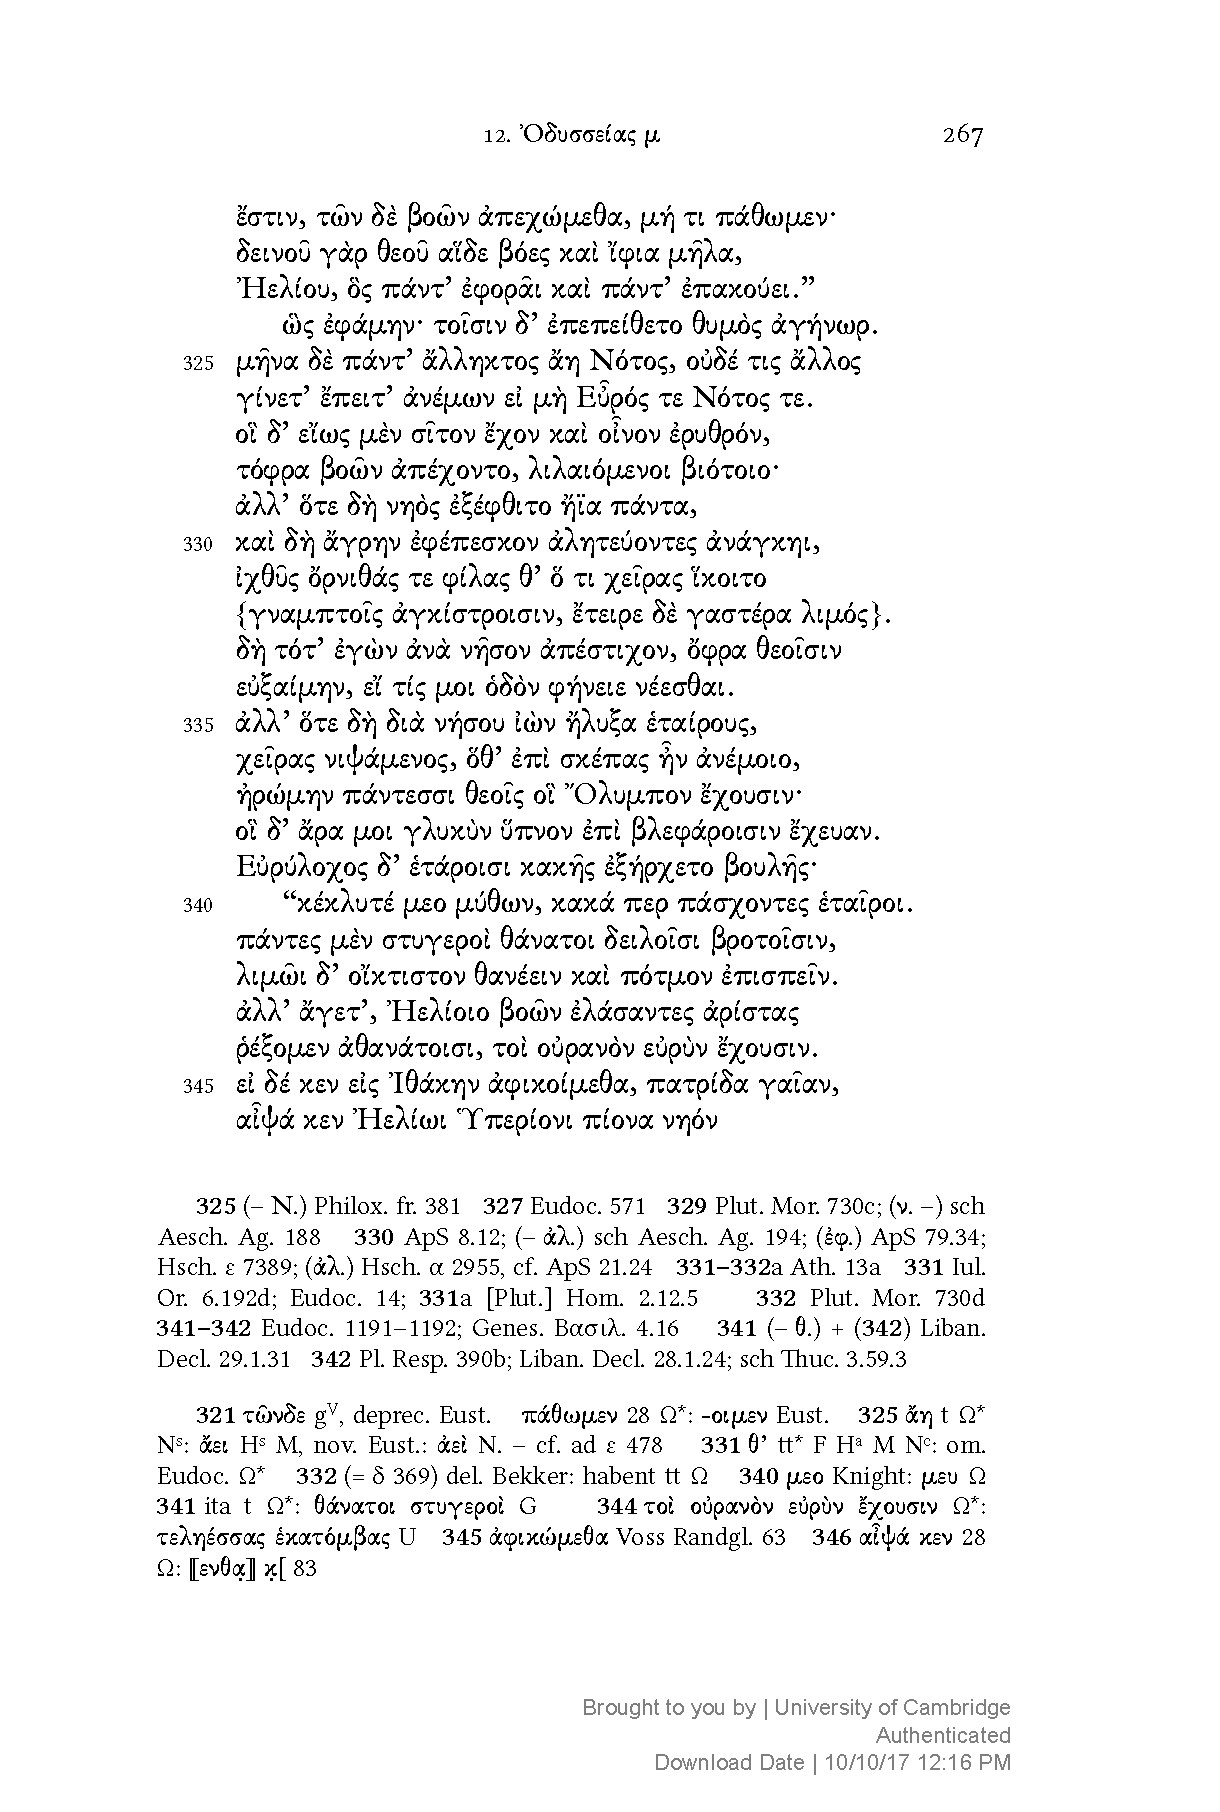 12. Ὀδυσσείας μ 267
ἔστιν, τῶν δὲ βοῶν ἀπεχώμεθα, μή τι πάθωμεν·
δεινοῦ γὰρ θεοῦ αἵδε βόες καὶ ἴφια μῆλα,
Ἠελίου, ὃς πάντ’ ἐφορᾶι καὶ πάντ’ ἐπακούει.”
ὣς ἐφάμην· τοῖσιν δ’ ἐπεπείθετο θυμὸς ἀγήνωρ.
325 μῆνα δὲ πάντ’ ἄλληκτος ἄη Νότος, οὐδέ τις ἄλλος
γίνετ’ ἔπειτ’ ἀνέμων εἰ μὴ Εὖρός τε Νότος τε.
οἳ δ’ εἴως μὲν σῖτον ἔχον καὶ οἶνον ἐρυθρόν,
τόφρα βοῶν ἀπέχοντο, λιλαιόμενοι βιότοιο·
ἀλλ’ ὅτε δὴ νηὸς ἐξέφθιτο ἤϊα πάντα,
330 καὶ δὴ ἄγρην ἐφέπεσκον ἀλητεύοντες ἀνάγκηι,
ἰχθῦς ὄρνιθάς τε φίλας θ’ ὅ τι χεῖρας ἵκοιτο
{γναμπτοῖς ἀγκίστροισιν, ἔτειρε δὲ γαστέρα λιμός}.
δὴ τότ’ ἐγὼν ἀνὰ νῆσον ἀπέστιχον, ὄφρα θεοῖσιν
εὐξαίμην, εἴ τίς μοι ὁδὸν φήνειε νέεσθαι.
335 ἀλλ’ ὅτε δὴ διὰ νήσου ἰὼν ἤλυξα ἑταίρους,
χεῖρας νιψάμενος, ὅθ’ ἐπὶ σκέπας ἦν ἀνέμοιο,
ἠρώμην πάντεσσι θεοῖς οἳ Ὄλυμπον ἔχουσιν·
οἳ δ’ ἄρα μοι γλυκὺν ὕπνον ἐπὶ βλεφάροισιν ἔχευαν.
Εὐρύλοχος δ’ ἑτάροισι κακῆς ἐξήρχετο βουλῆς·
340 “κέκλυτέ μεο μύθων, κακά περ πάσχοντες ἑταῖροι.
πάντες μὲν στυγεροὶ θάνατοι δειλοῖσι βροτοῖσιν,
λιμῶι δ’ οἴκτιστον θανέειν καὶ πότμον ἐπισπεῖν.
ἀλλ’ ἄγετ’, Ἠελίοιο βοῶν ἐλάσαντες ἀρίστας
ῥέξομεν ἀθανάτοισι, τοὶ οὐρανὸν εὐρὺν ἔχουσιν.
345 εἰ δέ κεν εἰς Ἰθάκην ἀφικοίμεθα, πατρίδα γαῖαν,
αἶψά κεν Ἠελίωι Ὑπερίονι πίονα νηόν
325 (– N.) Philox. fr. 381 327 Eudoc. 571 329 Plut. Mor. 730c; (ν. –) sch
Aesch. Ag. 188 330 ApS 8.12; (– ἀλ.) sch Aesch. Ag. 194; (ἐφ.) ApS 79.34;
Hsch. ε 7389; (ἀλ.) Hsch. α 2955, cf. ApS 21.24 331–332a Ath. 13a 331 Iul.
Or. 6.192d; Eudoc. 14; 331a [Plut.] Hom. 2.12.5 332 Plut. Mor. 730d
341–342 Eudoc. 1191–1192; Genes. Βασιλ. 4.16 341 (– θ.) + (342) Liban.
Decl. 29.1.31 342 Pl. Resp. 390b; Liban. Decl. 28.1.24; sch Thuc. 3.59.3
321 τῶνδε gⱽ, deprec. Eust. πάθωμεν 28 Ω*: -οιμεν Eust. 325 ἄη t Ω*
Nˢ: ἄει Hˢ M, nov. Eust.: ἀεὶ N. – cf. ad ε 478 331 θ’ tt* F Hᵃ M Nᶜ: om.
Eudoc. Ω* 332 (= δ 369) del. Bekker: habent tt Ω 340 μεο Knight: μευ Ω
341 ita t Ω*: θάνατοι στυγεροὶ G 344 τοὶ οὐρανὸν εὐρὺν ἔχουσιν Ω*:
τεληέσσας ἑκατόμβας U 345 ἀφικώμεθα Voss Randgl. 63 346 αἶψά κεν 28
Ω: ⟦ενθα̣⟧ κ̣[ 83
Brought to you by | University of Cambridge
Authenticated
Download Date | 10/10/17 12:16 PM